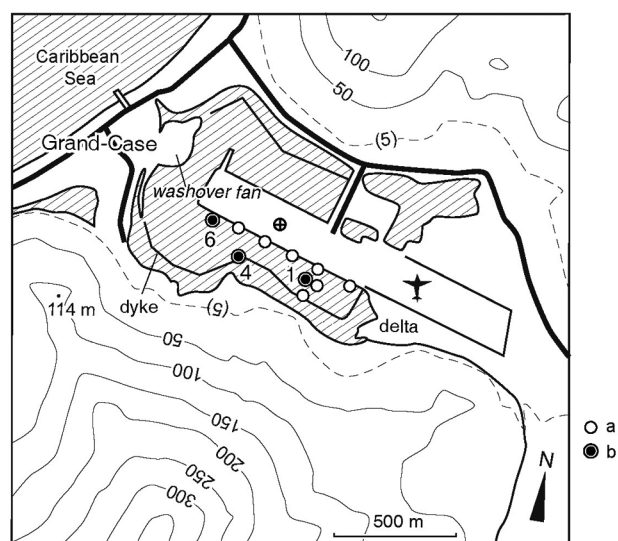 Caribbean
Sea
100
50
Grand-Case
(5)
washover fan
6
4
1
dyke
(5)
delta
114 m
50
100
150
200
250
300
a
b
N
500 m